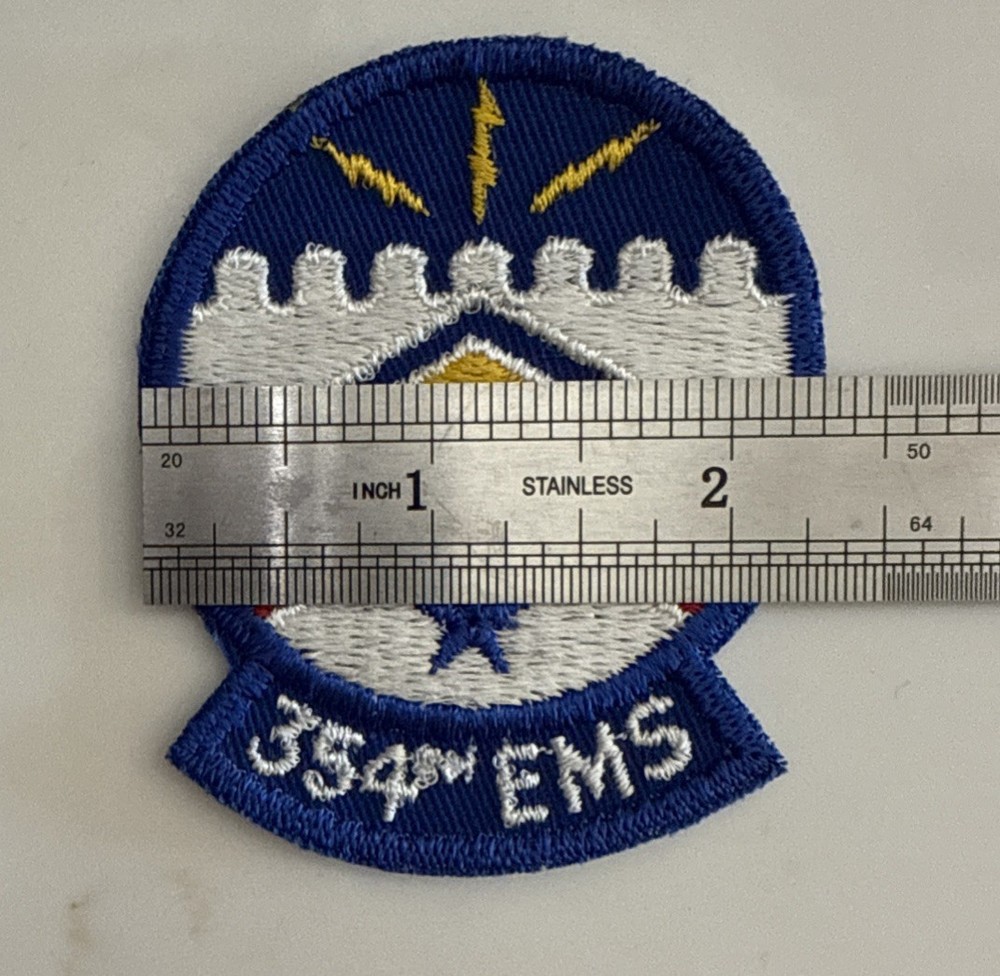 20 50
INCH 1 STAINLESS 2
32 64
354TH EMS